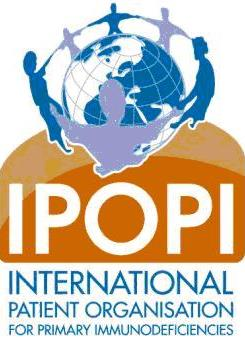 IPOPI
INTERNATIONAL
PATIENT ORGANISATION
FOR PRIMARY IMMUNODEFICIENCIES